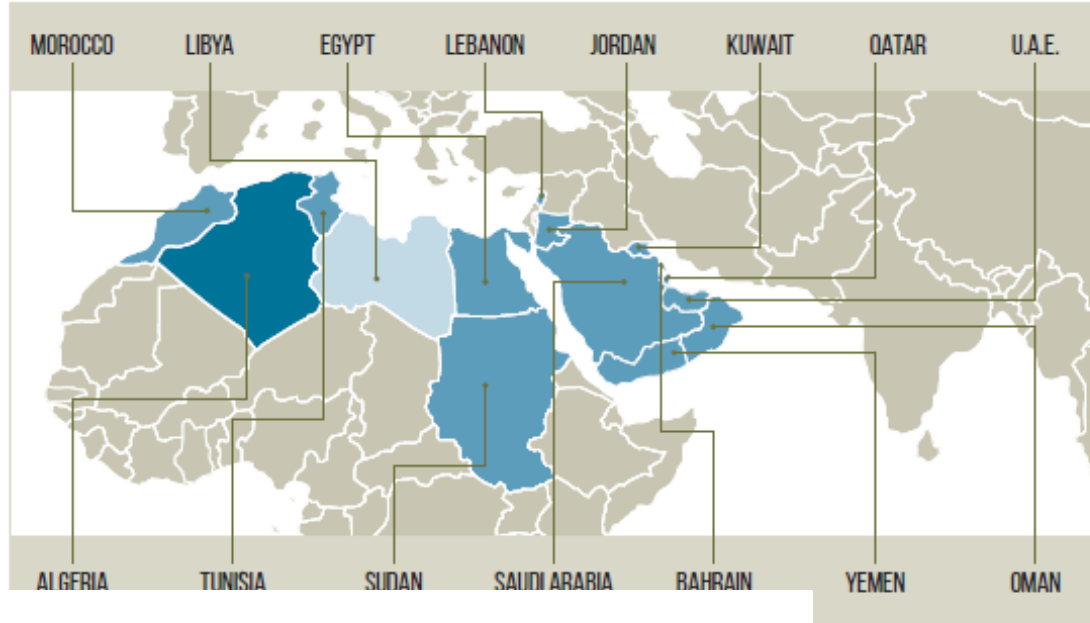 MOROCCO LIBYA EGYPT LEBANON JORDAN KUWAIT QATAR U.A.E.
ALGERIA TUNISIA SUDAN SAUDI ARABIA BAHRAIN YEMEN OMAN